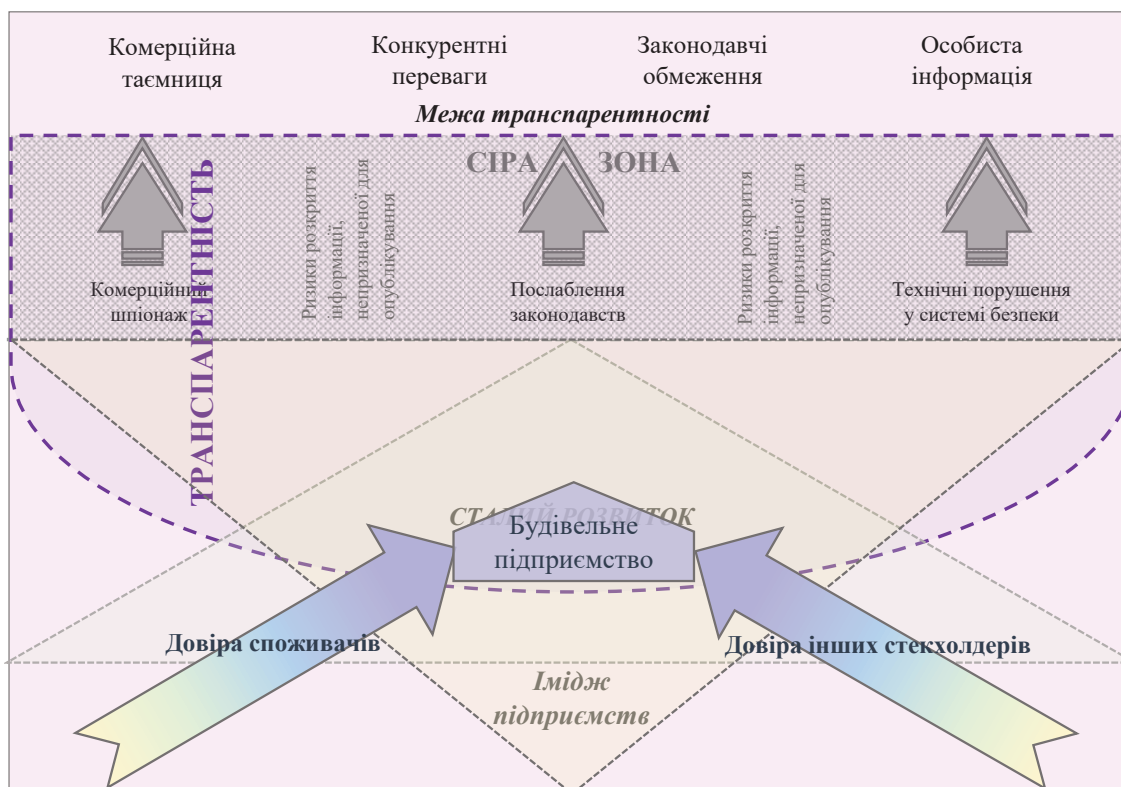 Комерційна
таємниця
Конкурентні
переваги
Законодавчі
обмеження
Особиста
інформація
Межа транспарентності
СІРА ЗОНА
ТРАНСПАРЕНТНІСТЬ
Ризики розкриття
інформації,
непризначеної для
опублікування
Ризики розкриття
інформації,
непризначеної для
опублікування
Комерційний
шпіонаж
Послаблення
законодавств
Технічні порушення
у системі безпеки
СТАЛИЙ РОЗВИТОК
Будівельне
підприємство
Довіра споживачів
Довіра інших стекхолдерів
Імідж
підприємств